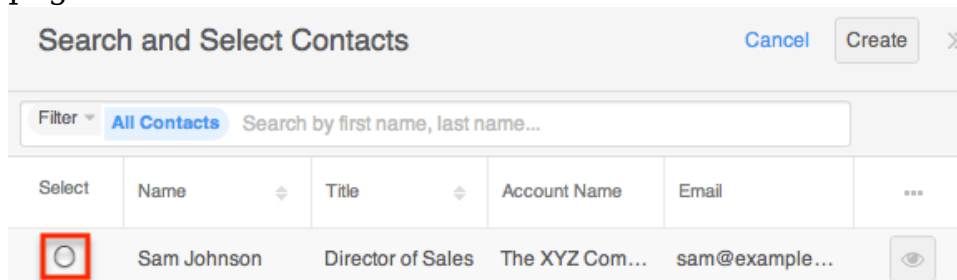 Search and Select Contacts Cancel Create
Filter All Contacts Search by first name, last name...
Select Name Title Account Name Email
Sam Johnson Director of Sales The XYZ Com... sam@example...